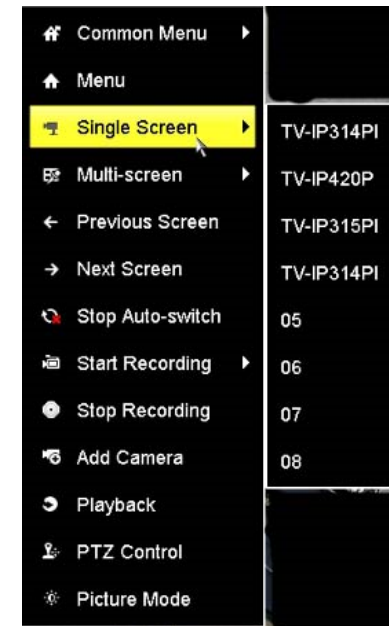 Common Menu
Menu
Single Screen
Multi-screen
Previous Screen
Next Screen
Stop Auto-switch
Start Recording
Stop Recording
Add Camera
Playback
PTZ Control
Picture Mode
TV-IP314PI
TV-IP420P
TV-IP315PI
TV-IP314PI
05
06
07
08